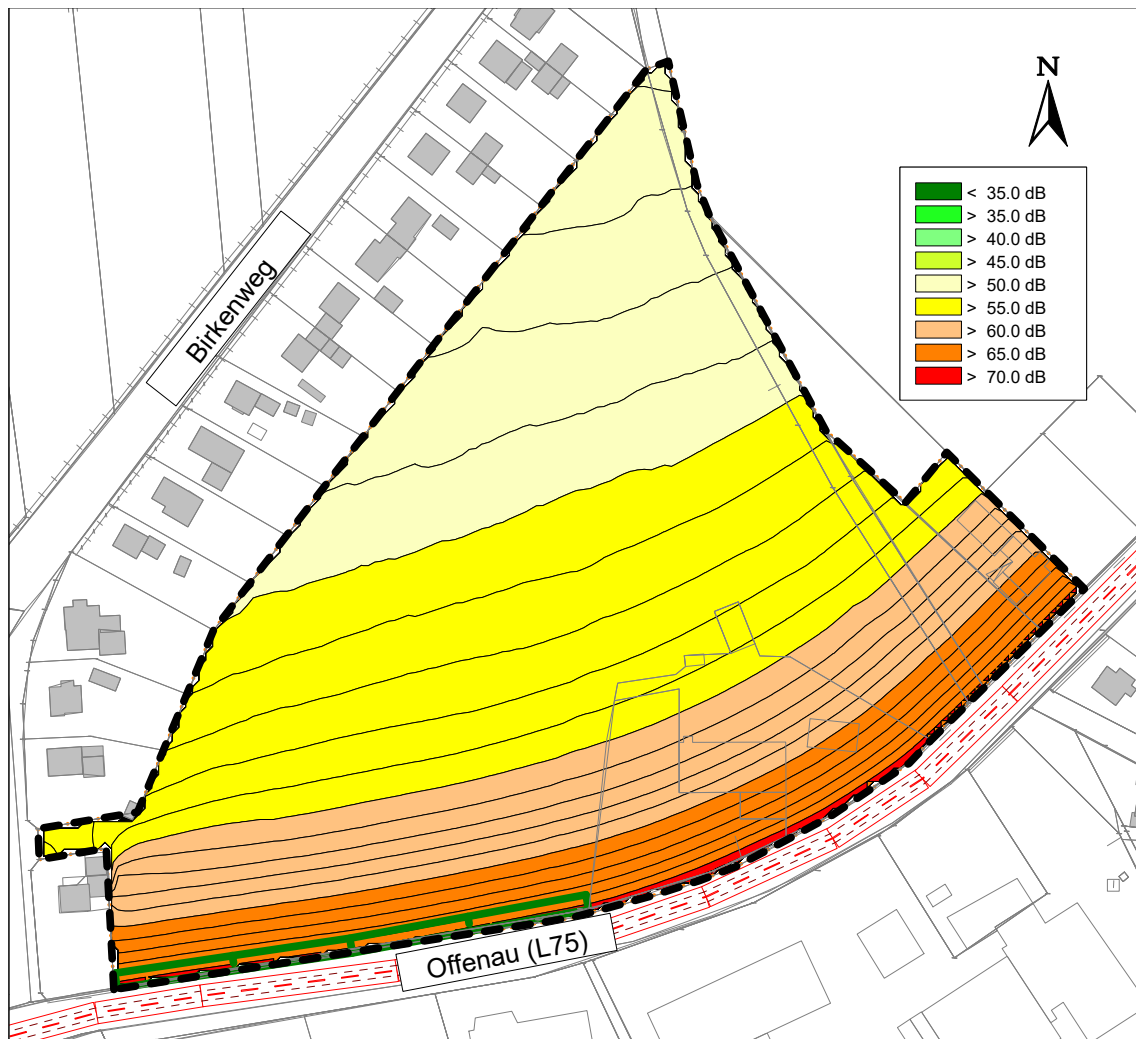 N
< 35.0 dB
> 35.0 dB
> 40.0 dB
> 45.0 dB
> 50.0 dB
> 55.0 dB
> 60.0 dB
> 65.0 dB
> 70.0 dB
Birkenweg
Offenau (L75)